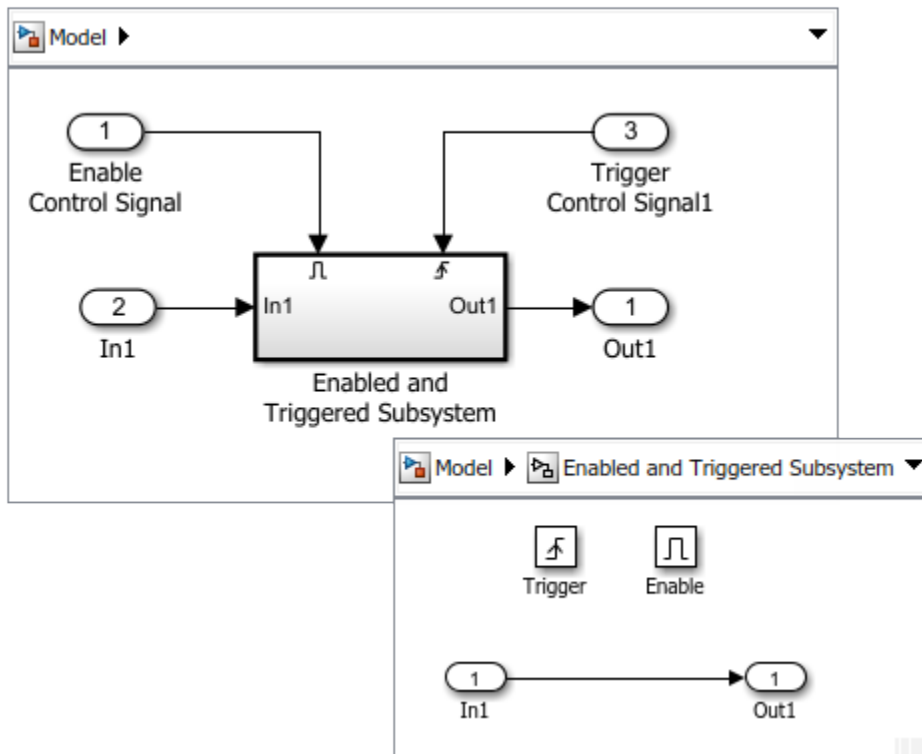 Model
1
3
Enable
Control Signal
Trigger
Control Signal1
2
In1
Out1
1
In1
Out1
Enabled and
Triggered Subsystem
Model
Enabled and Triggered Subsystem
Trigger
Enable
1
1
In1
Out1